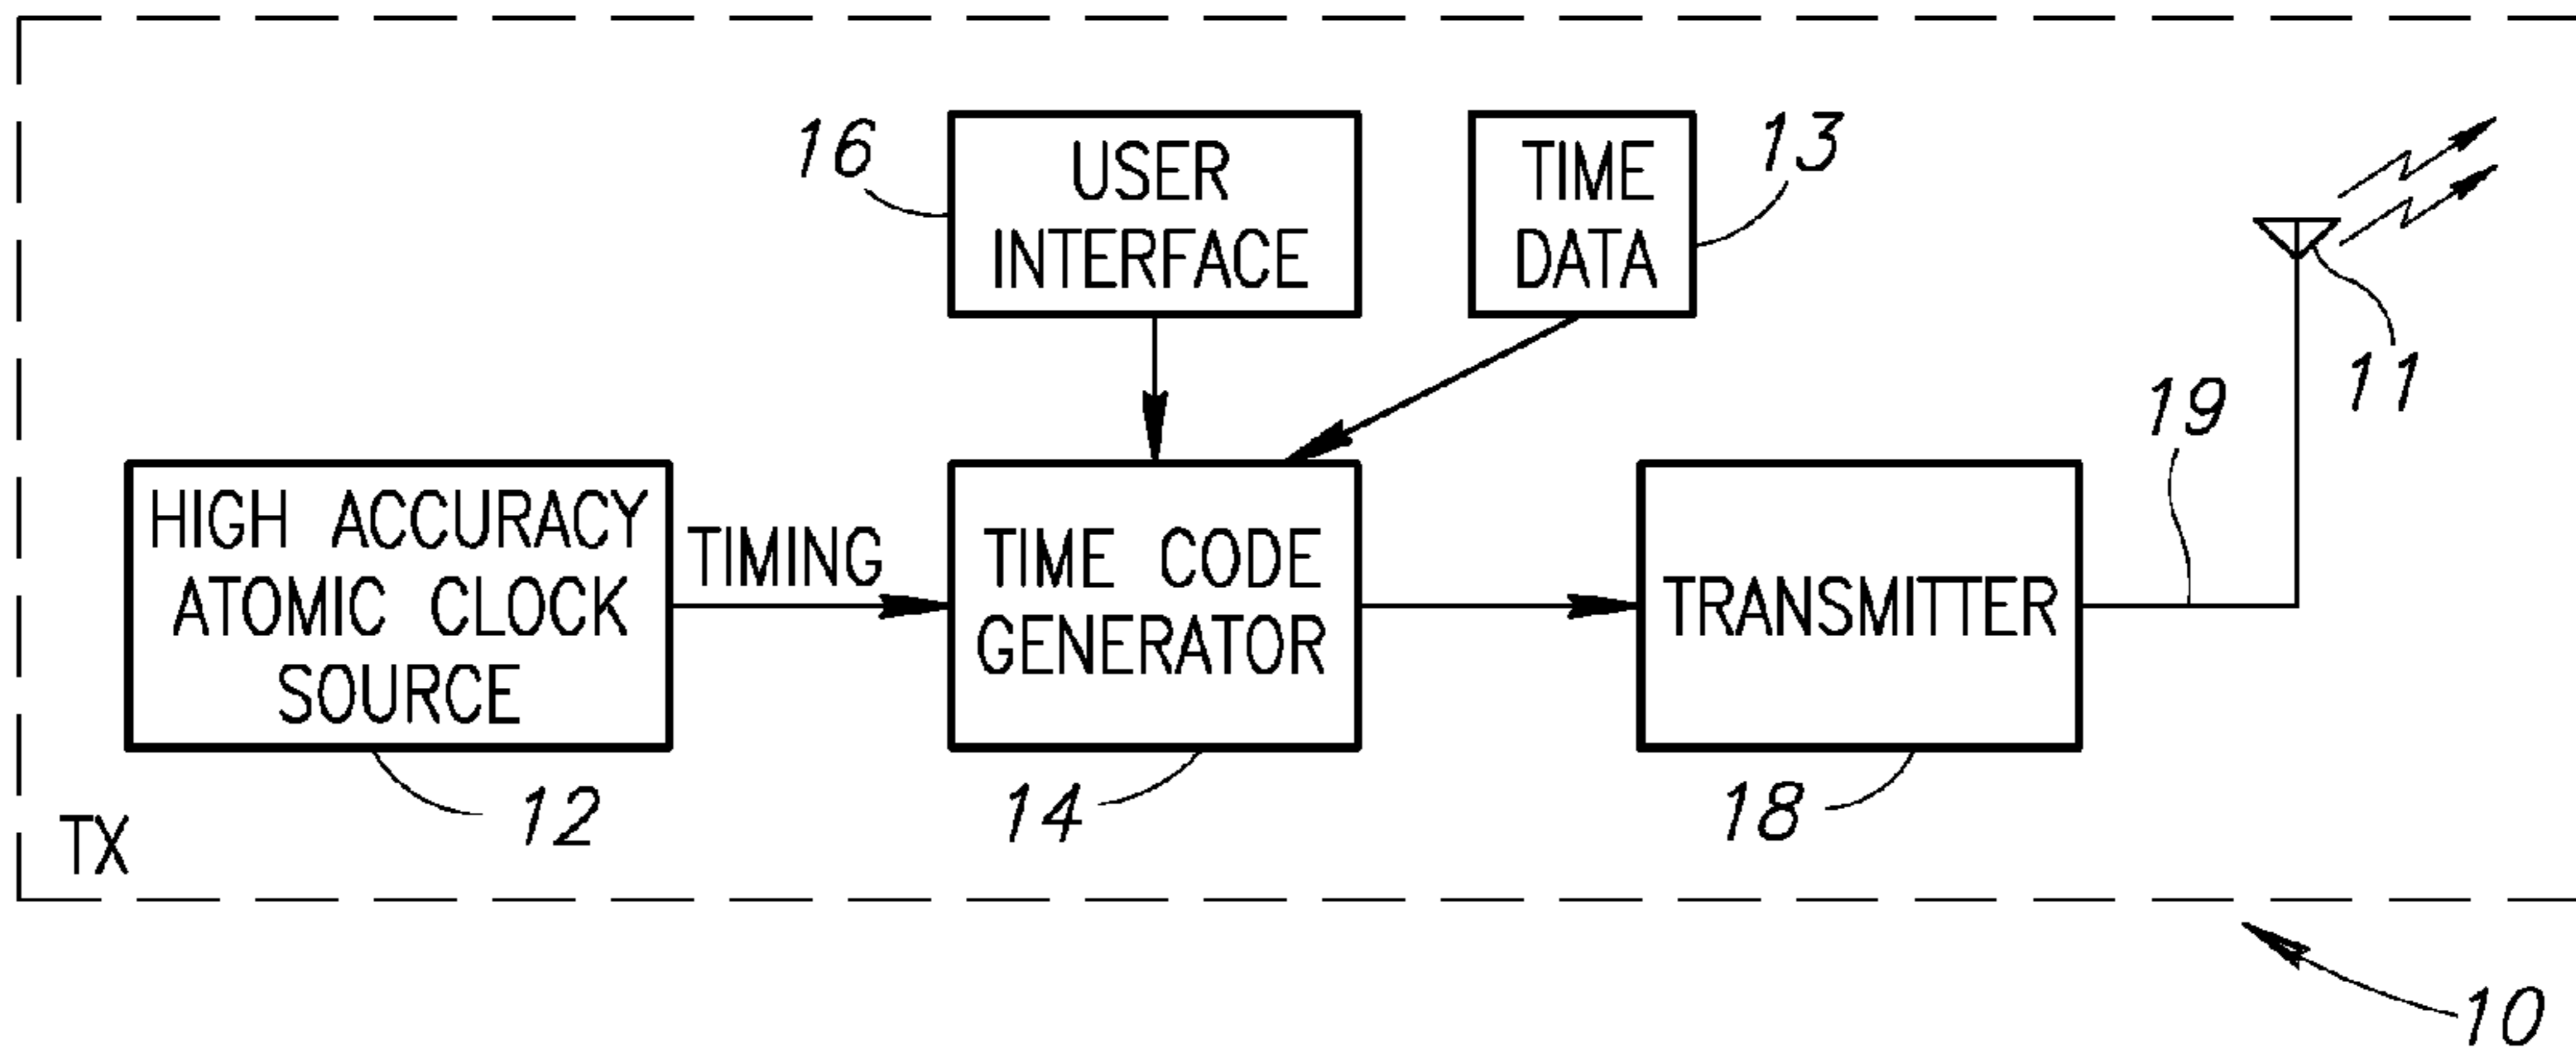 16
USER
INTERFACE
TIME
DATA
13
11
19
HIGH ACCURACY
ATOMIC CLOCK
SOURCE
TIMING
TIME CODE
GENERATOR
TRANSMITTER
12
14
18
TX
10